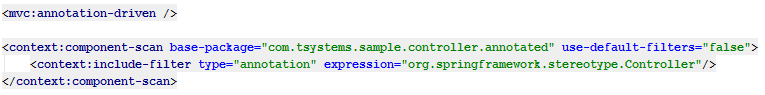 <mvc:annotation-driven />
<context:component-scan base-package="com.tsystems.sample.controller.annotated" use-default-filters="false">
<context:include-filter type="annotation" expression="org.springframework.stereotype.Controller"/>
</context:component-scan>